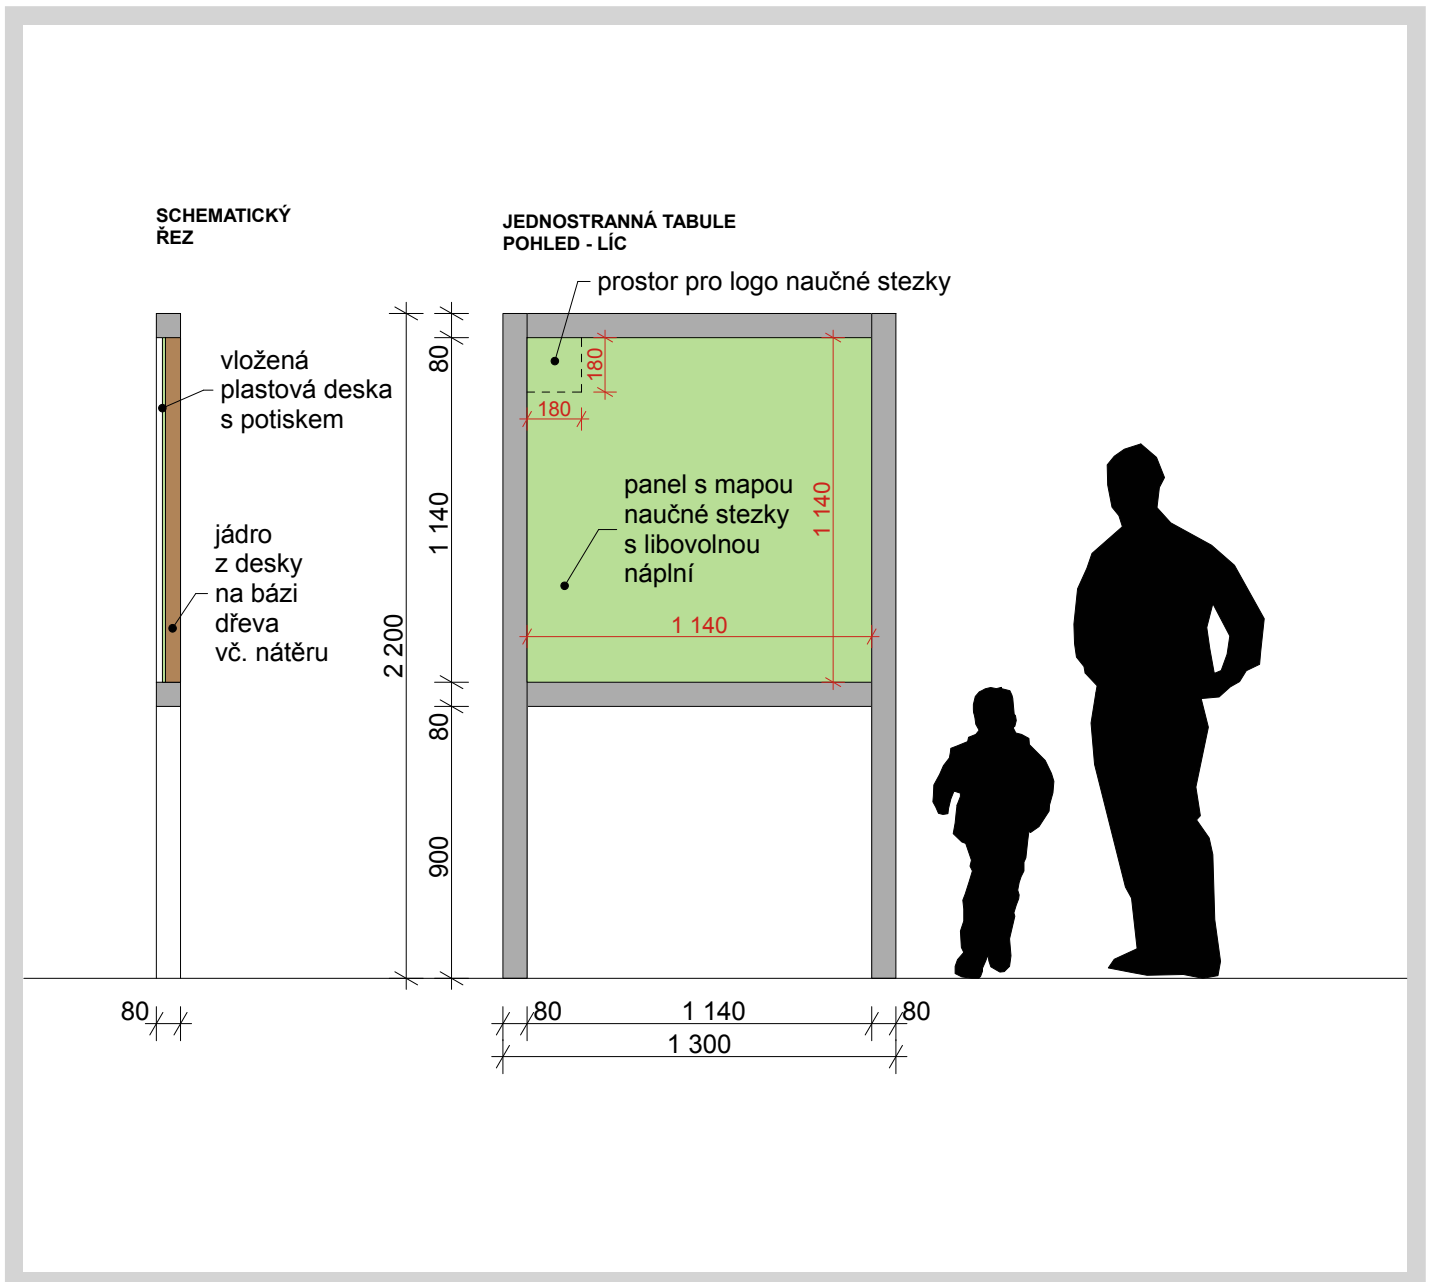 SCHEMATICKÝ
ŘEZ
JEDNOSTRANNÁ TABULE
POHLED - LÍC
prostor pro logo naučné stezky
vložená
plastová deska
s potiskem
jádro
z desky
na bázi
dřeva
vč. nátěru
2 200
80
1 140
80
900
180
180
panel s mapou
naučné stezky
s libovolnou
náplní
1 140
1 140
80
80
1 140
80
1 300